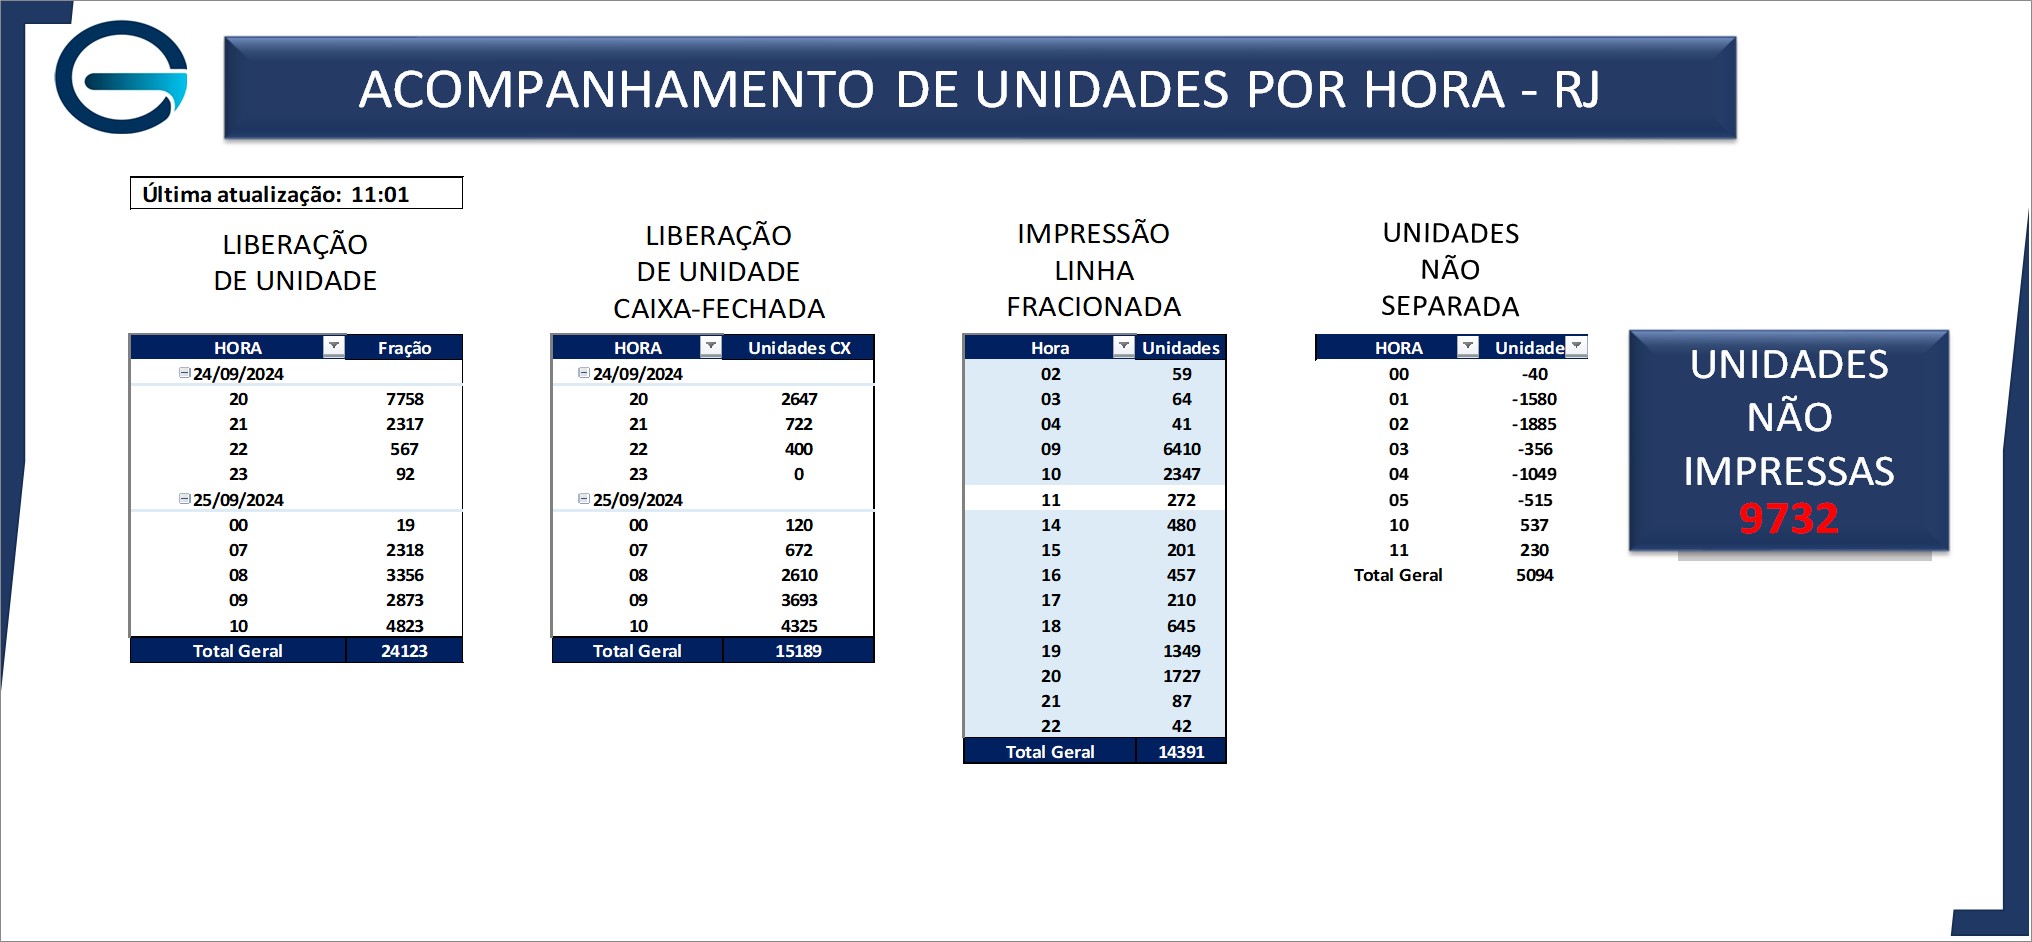 ACOMPANHAMENTO DE UNIDADES POR HORA - RJ
Última atualização: 11:01
LIBERAÇÃO
DE UNIDADE
HORA Fração
24/09/2024
20 7758
21 2317
22 567
23 92
25/09/2024
00 19
07 2318
08 3356
09 2873
10 4823
Total Geral 24123
LIBERAÇÃO
DE UNIDADE
CAIXA-FECHADA
HORA Unidades CX
24/09/2024
20 2647
21 722
22 400
23 0
25/09/2024
00 120
07 672
08 2610
09 3693
10 4325
Total Geral 15189
IMPRESSÃO
LINHA
FRACIONADA
Hora Unidades
02 59
03 64
04 41
09 6410
10 2347
11 272
14 480
15 201
16 457
17 210
18 645
19 1349
20 1727
21 87
22 42
Total Geral 14391
UNIDADES
NÃO
SEPARADA
HORA Unidade
00 -40
01 -1580
02 -1885
03 -356
04 -1049
05 -515
10 537
11 230
Total Geral 5094
UNIDADES
NÃO
IMPRESSAS
9732